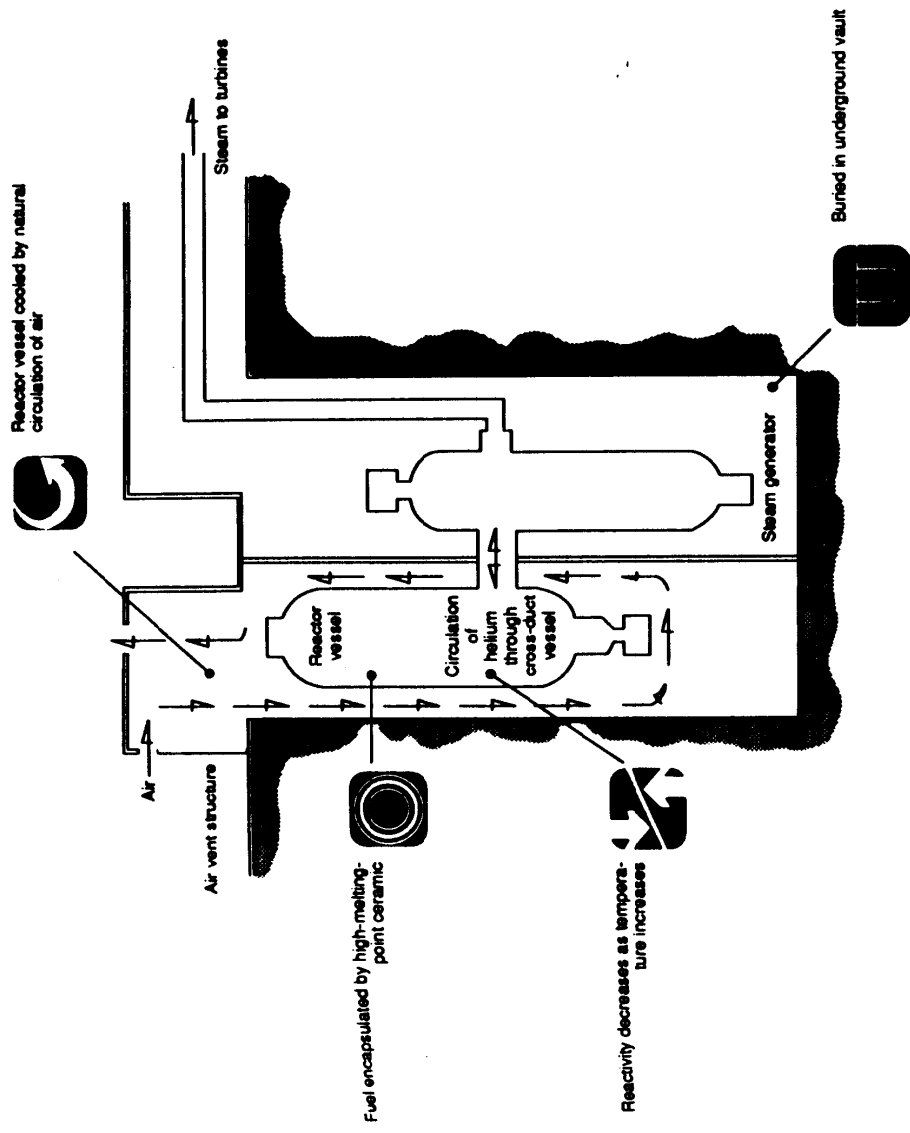 Reactor vessel cooled by natural
circulation of air
Steam to turbines
Air
Air vent structure
Fuel encapsulated by high-melting-
point ceramic
Reactor
vessel
Circulation
of
helium
through
cross-duct
vessel
Reactivity decreases as tempera-
ture increases
Steam generator
Buried in underground vault